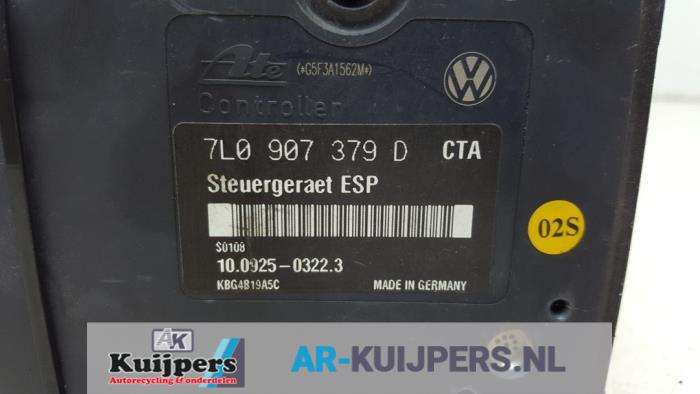 Ate (*G5F3A1562M*)
Controller
7L0 907 379 D CTA
Steuergeraet ESP
S0108
10.0925-0322.3
KBG4819A5C MADE IN GERMANY
02S
AK
Kuijpers
Autorecycling & onderdelen
AR-KUIJPERS.NL